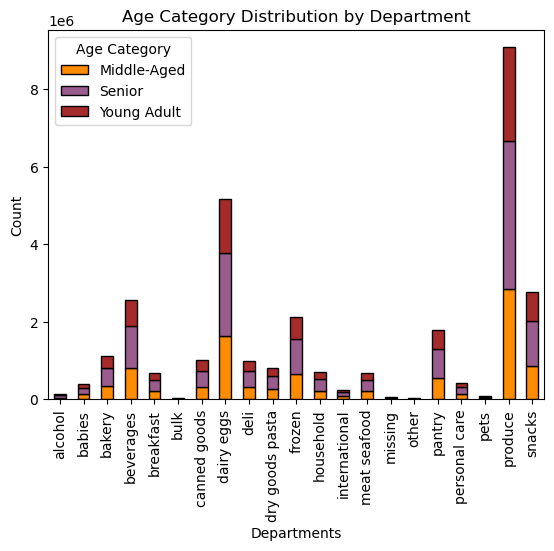 Age Category Distribution by Department
1e6
Age Category
Middle-Aged
Senior
Young Adult
8
6
4
2
0
Count
alcohol
babies
bakery
beverages
breakfast
bulk
canned goods
dairy eggs
deli
dry goods pasta
frozen
household
international
meat seafood
missing
other
pantry
personal care
pets
produce
snacks
Departments